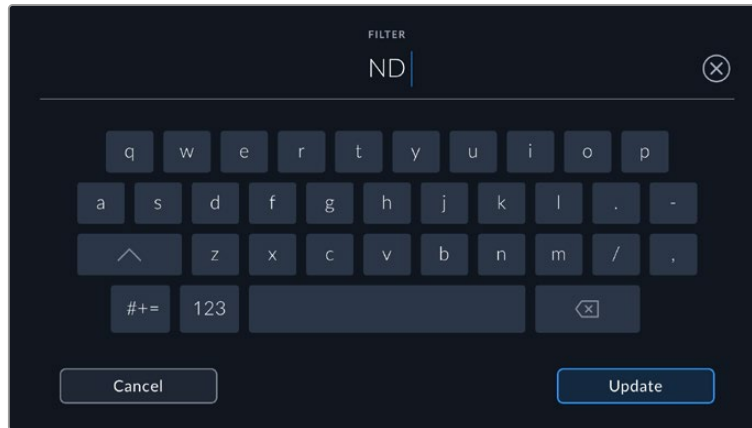 FILTER
ND
q w e r t y u i o p
a s d f g h j k l . -
z x c v b n m / ,
#+= 123
Cancel Update